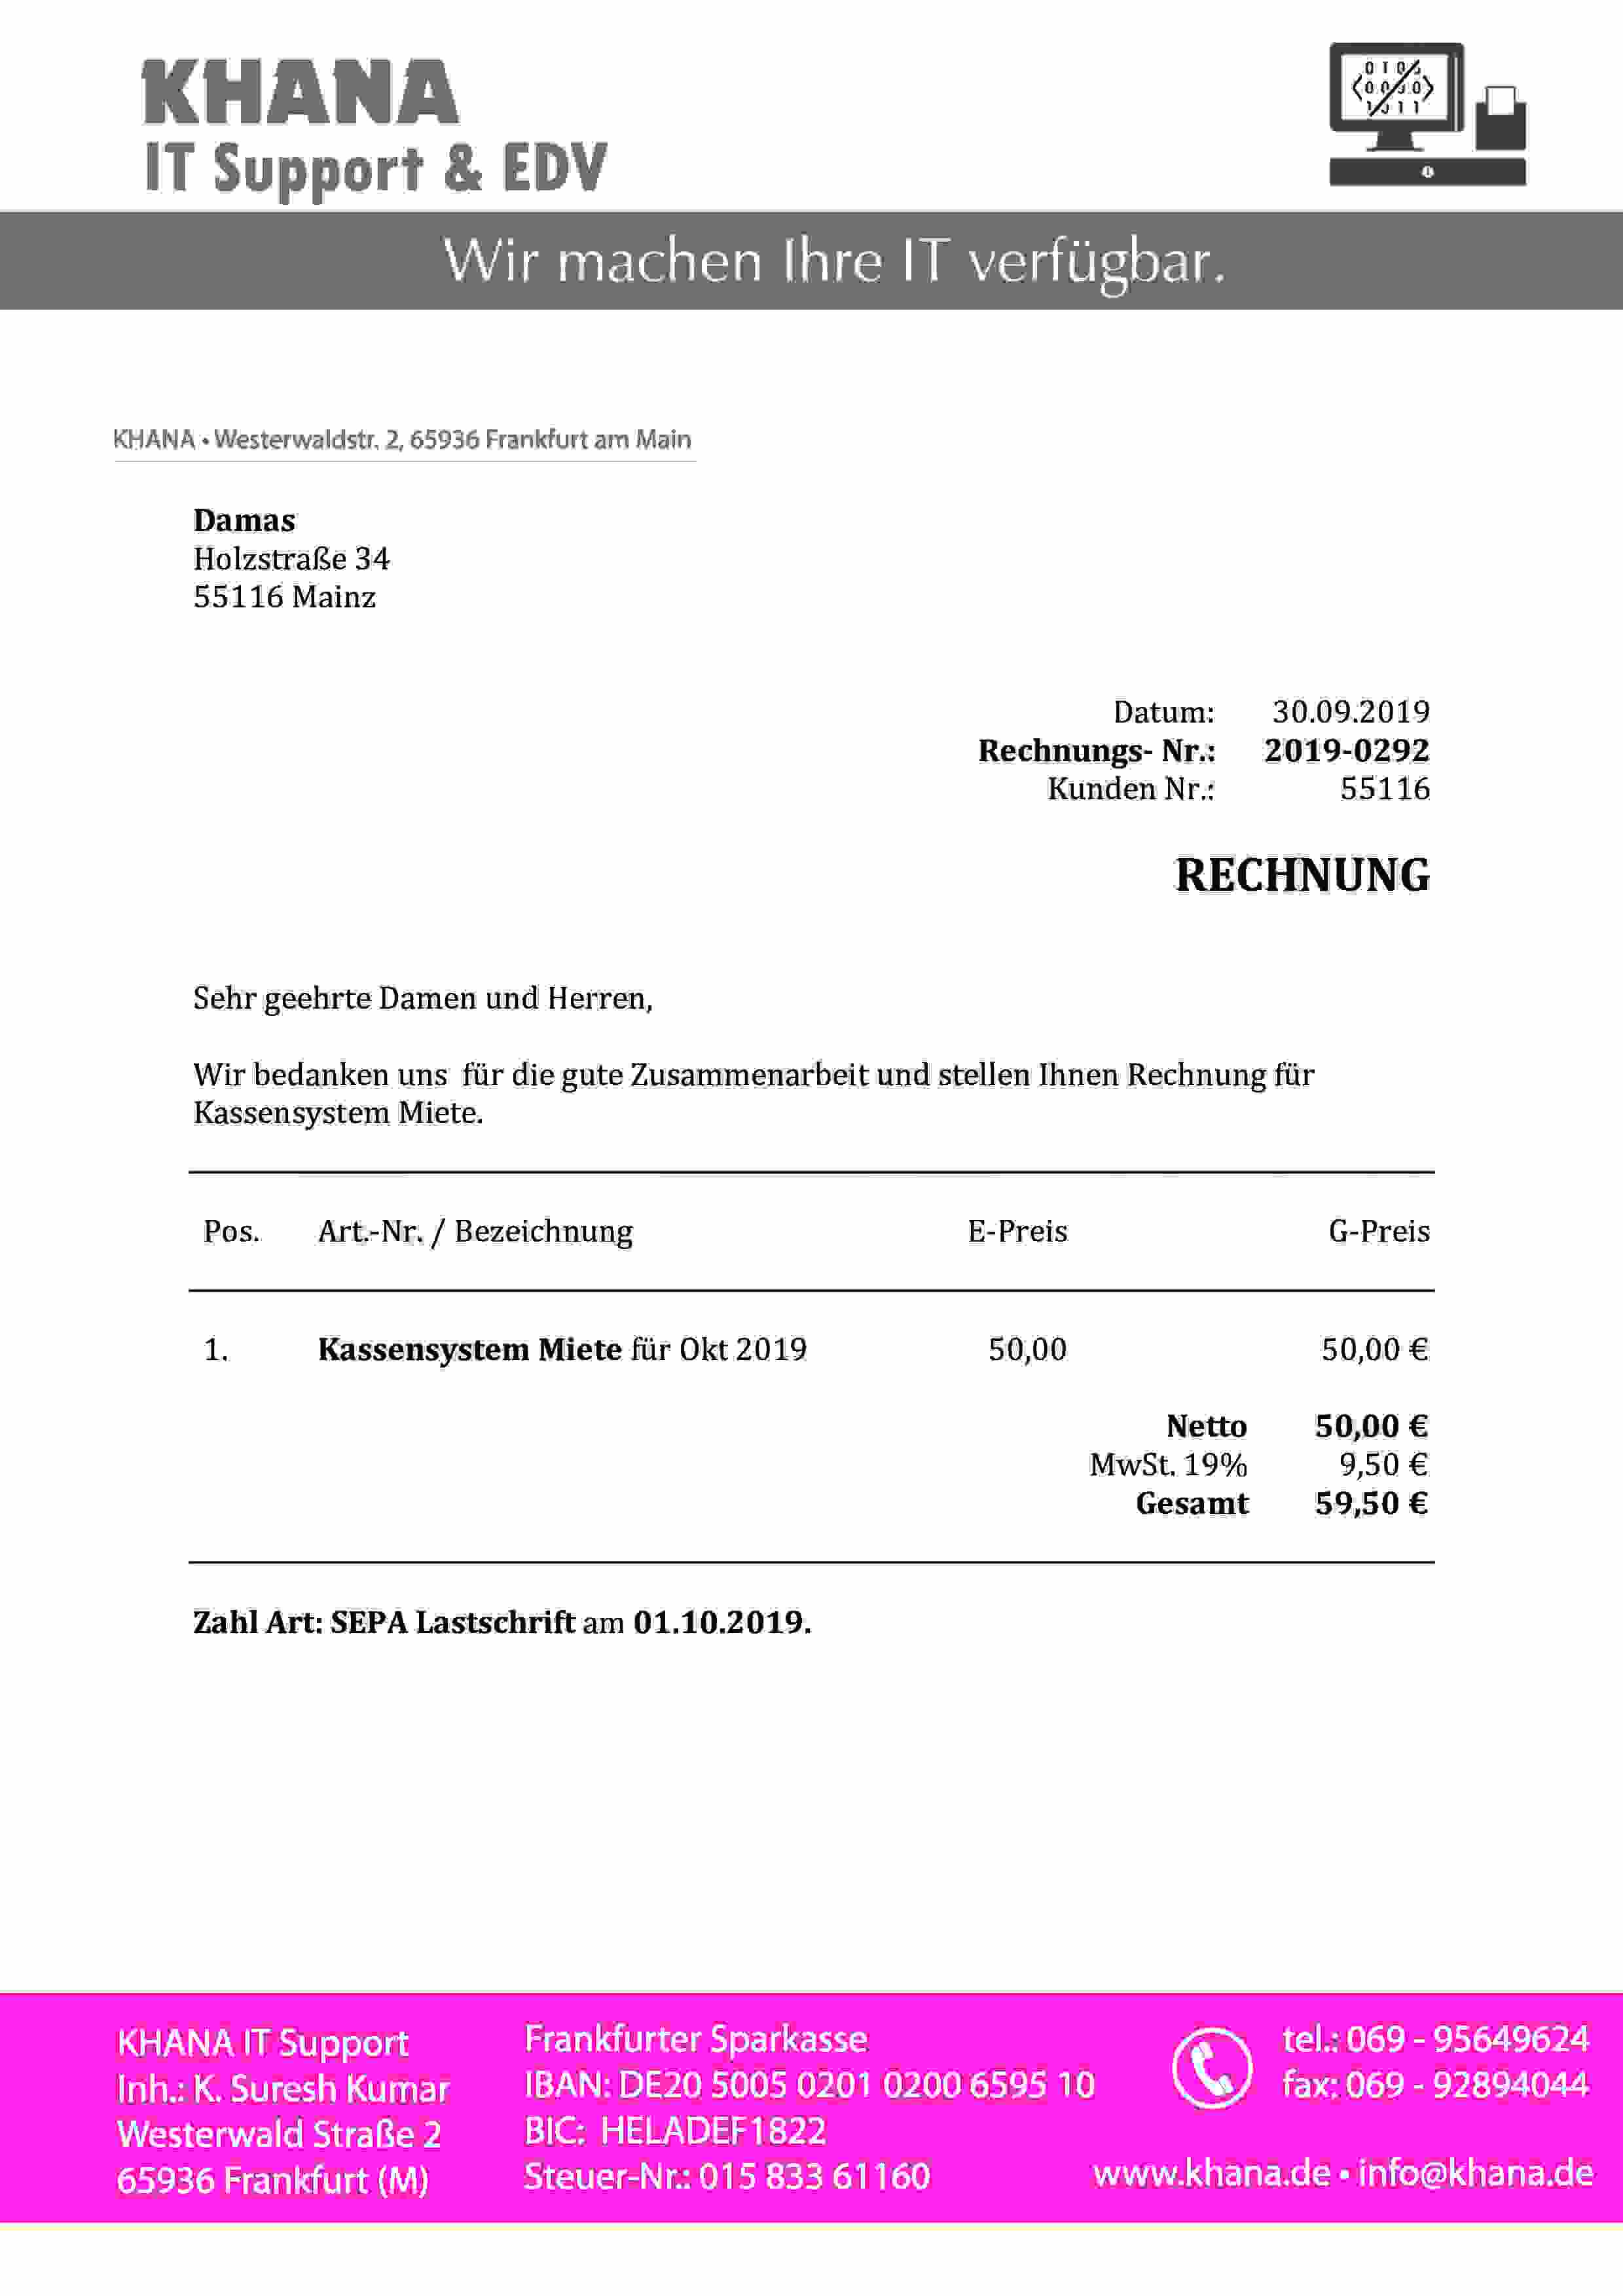 KHANA
IT Support & EDV
Wir machen Ihre IT verfügbar.
KHANA • Westerwaldstr. 2, 65936 Frankfurt am Main
Damas
Holzstraße 34
55116 Mainz
Datum: 30.09.2019
Rechnungs- Nr.: 2019-0292
Kunden Nr.: 55116
RECHNUNG
Sehr geehrte Damen und Herren,
Wir bedanken uns für die gute Zusammenarbeit und stellen Ihnen Rechnung für
Kassensystem Miete.
Pos. Art.-Nr. / Bezeichnung E-Preis G-Preis
1. Kassensystem Miete für Okt 2019 50,00 50,00 €
Netto 50,00 €
MwSt. 19% 9,50 €
Gesamt 59,50 €
Zahl Art: SEPA Lastschrift am 01.10.2019.
KHANA IT Support
Inh.: K. Suresh Kumar
Westerwald Straße 2
65936 Frankfurt (M)
Frankfurter Sparkasse
IBAN: DE20 5005 0201 0200 6595 10
BIC: HELADEF1822
Steuer-Nr.: 015 833 61160
tel.: 069 - 95649624
fax: 069 - 92894044
www.khana.de • info@khana.de